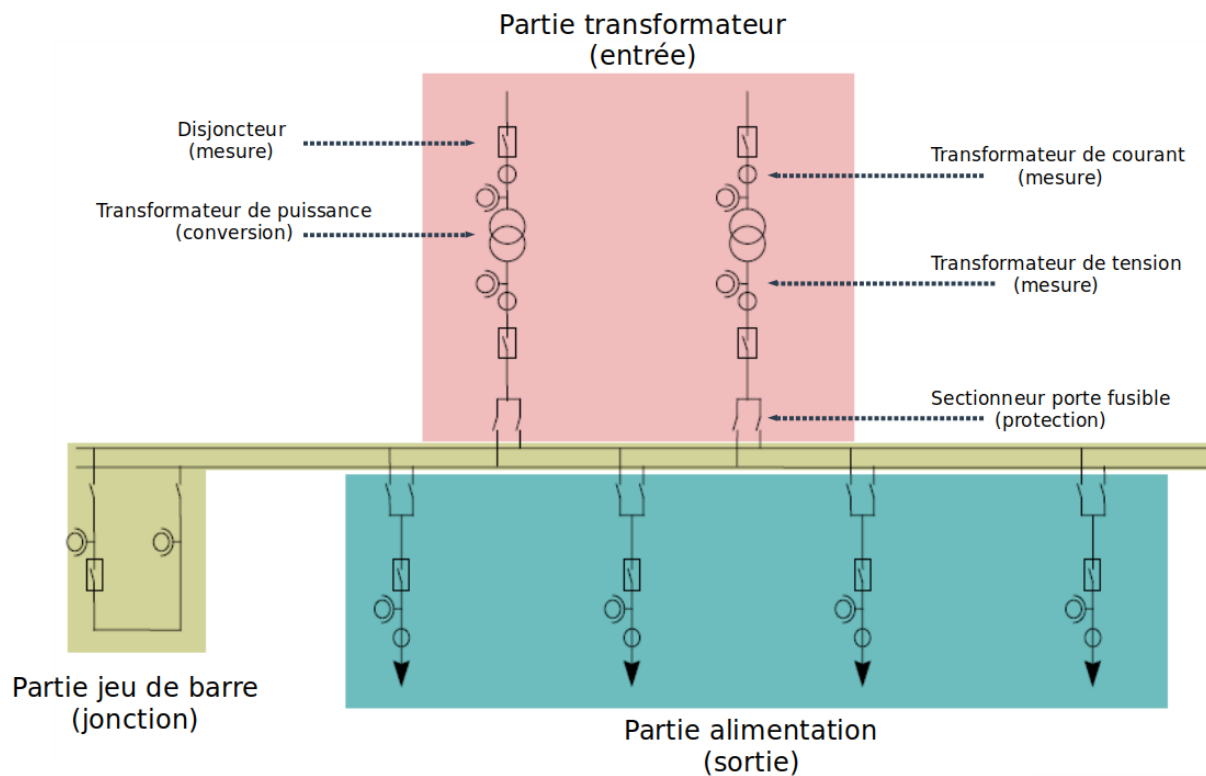 Partie transformateur
(entrée)
Disjoncteur
(mesure)
Transformateur de courant
(mesure)
Transformateur de puissance
(conversion)
Transformateur de tension
(mesure)
Sectionneur porte fusible
(protection)
Partie jeu de barre
(jonction)
Partie alimentation
(sortie)